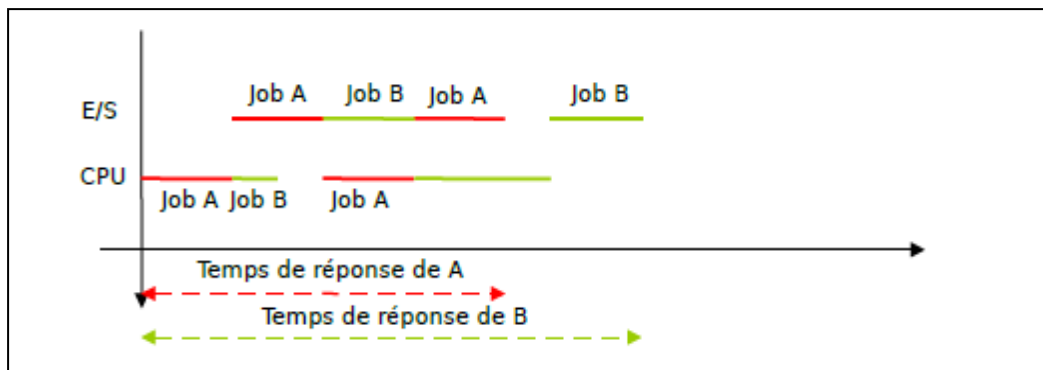 Job A Job B Job A Job B
E/S
CPU
Job A Job B Job A
Temps de réponse de A
Temps de réponse de B